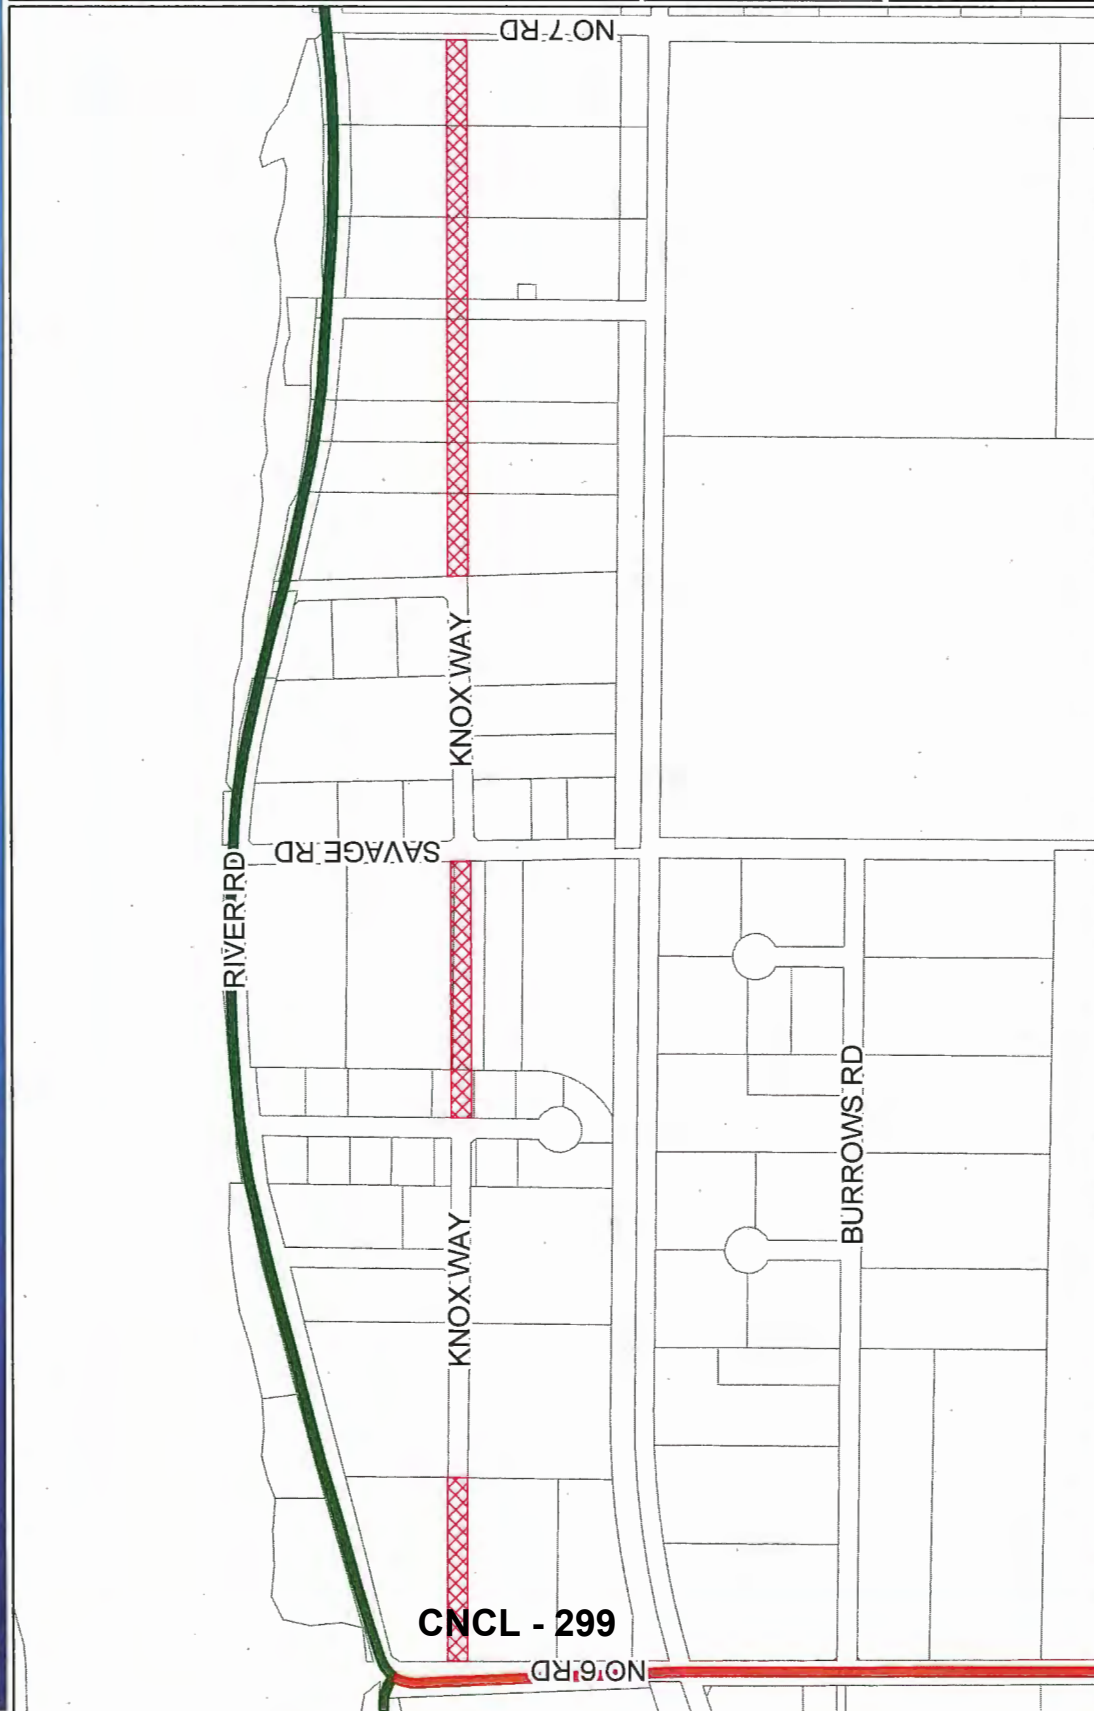 NO 7 RD
KNOX WAY
SAVAGE RD
RIVER RD
BURROWS RD
KNOX WAY
CNCL - 299
NO 6 RD